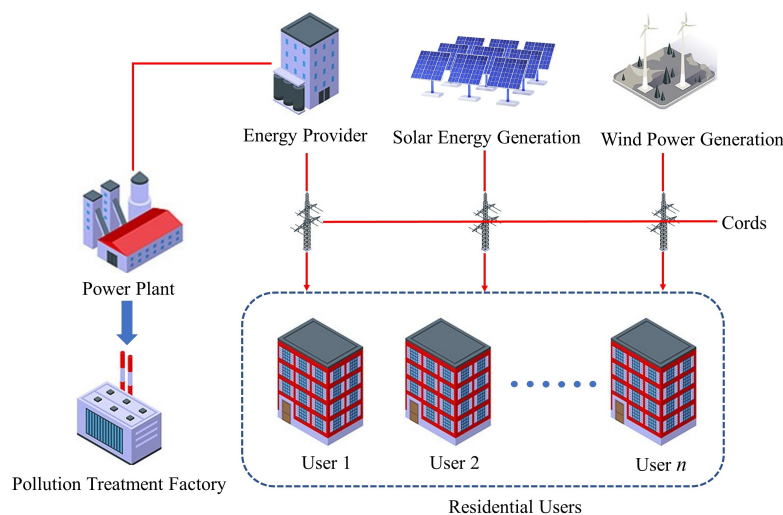 Energy Provider
Solar Energy Generation
Wind Power Generation
Cords
Power Plant
User 1
User 2
User n
Pollution Treatment Factory
Residential Users